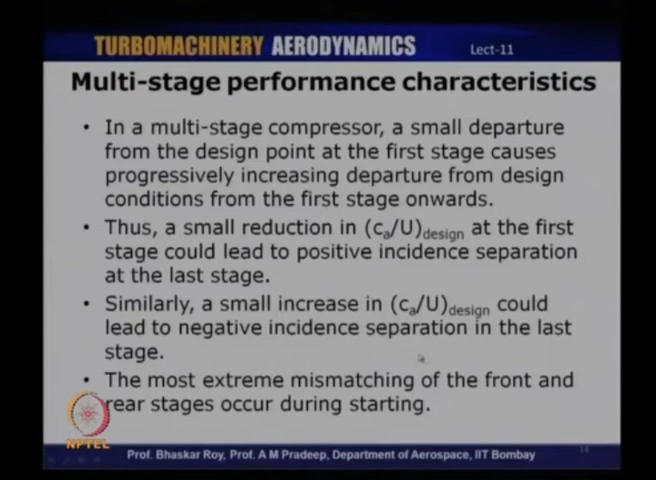 TURBOMACHINERY AERODYNAMICS Lect-11
Multi-stage performance characteristics
• In a multi-stage compressor, a small departure
from the design point at the first stage causes
progressively increasing departure from design
conditions from the first stage onwards.
• Thus, a small reduction in (cₐ/U)design at the first
stage could lead to positive incidence separation
at the last stage.
• Similarly, a small increase in (cₐ/U)design could
lead to negative incidence separation in the last
stage.
• The most extreme mismatching of the front and
rear stages occur during starting.
NPTEL
Prof. Bhaskar Roy, Prof. A M Pradeep, Department of Aerospace, IIT Bombay
14